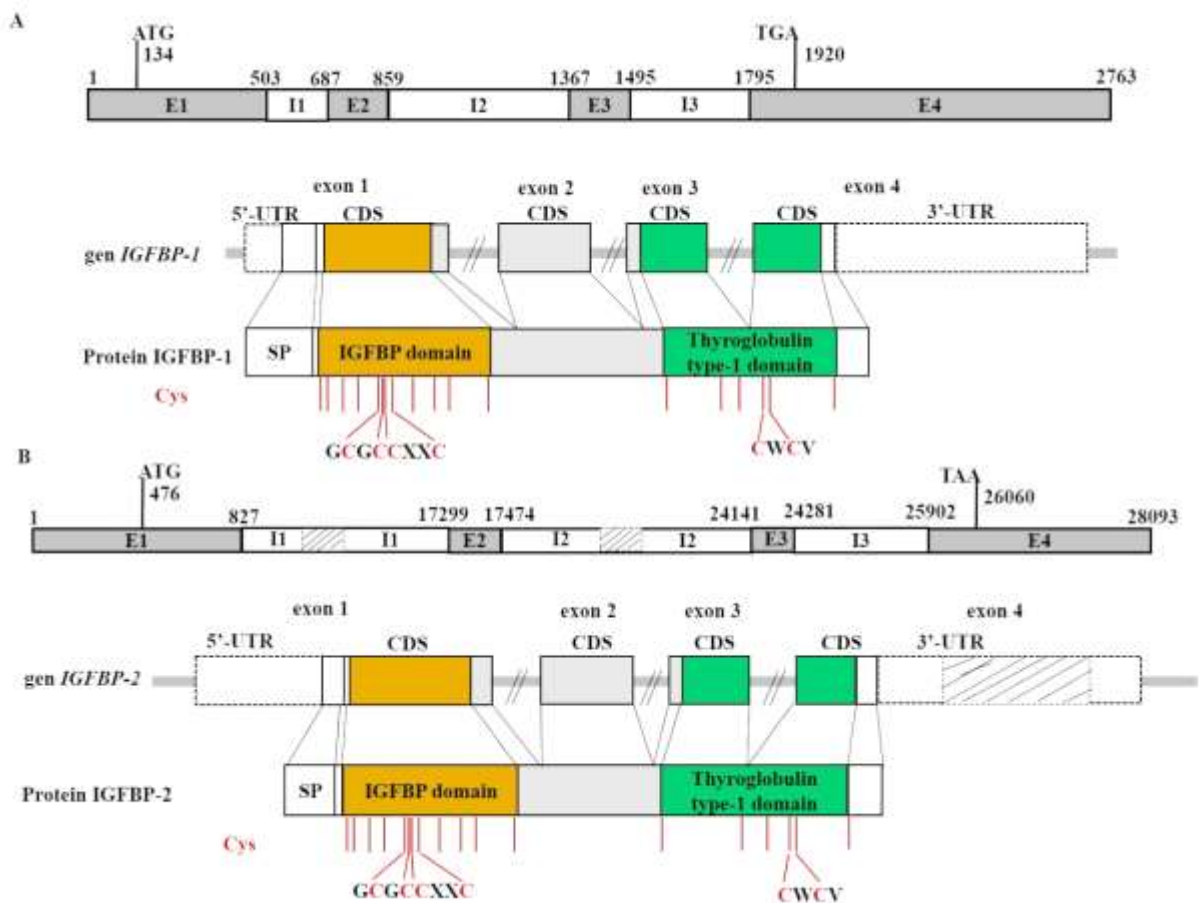 A
ATG TGA
134 1920
1 503 687 859 1367 1495 1795 2763
E1 I1 E2 I2 E3 I3 E4
exon 1 exon 2 exon 3 exon 4
5'-UTR CDS CDS CDS CDS 3'-UTR
gen IGFBP-1
Protein IGFBP-1 SP IGFBP domain Thyroglobulin
type-1 domain
Cys
GCGCCXXC CWCV
B
ATG TAA
476 26060
1 827 17299 17474 24141 24281 25902 28093
E1 I1 I1 E2 I2 I2 E3 I3 E4
exon 1 exon 2 exon 3 exon 4
5'-UTR CDS CDS CDS CDS 3'-UTR
gen IGFBP-2
Protein IGFBP-2 SP IGFBP domain Thyroglobulin
type-1 domain
Cys
GCGCCXXC CWCV